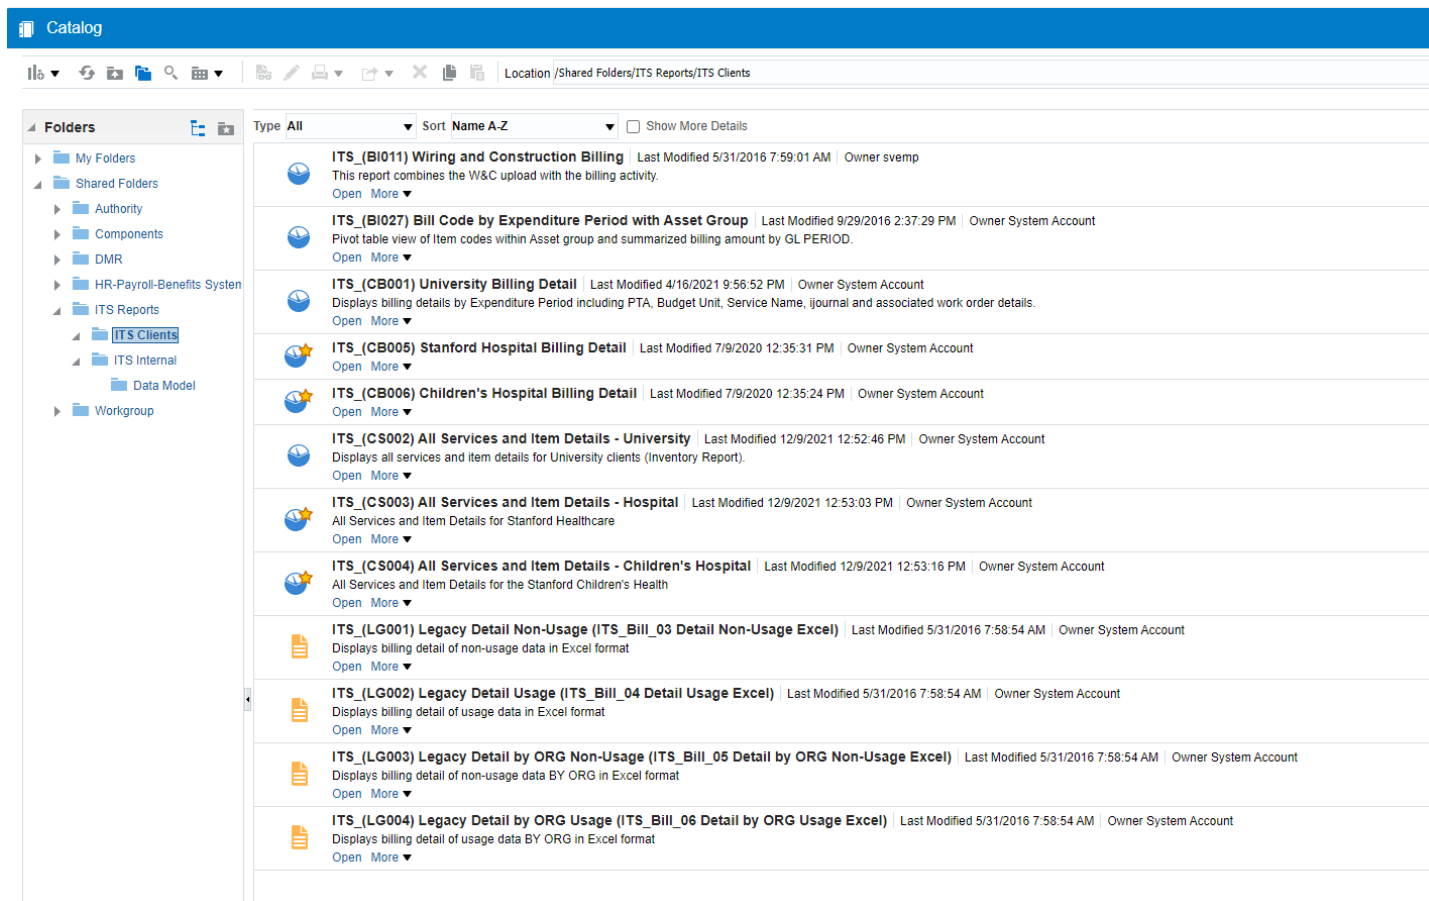 Catalog
Location /Shared Folders/ITS Reports/ITS Clients
Folders
My Folders
Shared Folders
Authority
Components
DMR
HR-Payroll-Benefits System
ITS Reports
ITS Clients
ITS Internal
Data Model
Workgroup
Type All Sort Name A-Z Show More Details
ITS_(BI011) Wiring and Construction Billing Last Modified 5/31/2016 7:59:01 AM Owner svemp
This report combines the W&C upload with the billing activity.
Open More
ITS_(BI027) Bill Code by Expenditure Period with Asset Group Last Modified 9/29/2016 2:37:29 PM Owner System Account
Pivot table view of Item codes within Asset group and summarized billing amount by GL PERIOD.
Open More
ITS_(CB001) University Billing Detail Last Modified 4/16/2021 9:56:52 PM Owner System Account
Displays billing details by Expenditure Period including PTA, Budget Unit, Service Name, ijournal and associated work order details.
Open More
ITS_(CB005) Stanford Hospital Billing Detail Last Modified 7/9/2020 12:35:31 PM Owner System Account
Open More
ITS_(CB006) Children's Hospital Billing Detail Last Modified 7/9/2020 12:35:24 PM Owner System Account
Open More
ITS_(CS002) All Services and Item Details - University Last Modified 12/9/2021 12:52:46 PM Owner System Account
Displays all services and item details for University clients (Inventory Report).
Open More
ITS_(CS003) All Services and Item Details - Hospital Last Modified 12/9/2021 12:53:03 PM Owner System Account
All Services and Item Details for Stanford Healthcare
Open More
ITS_(CS004) All Services and Item Details - Children's Hospital Last Modified 12/9/2021 12:53:16 PM Owner System Account
All Services and Item Details for the Stanford Children's Health
Open More
ITS_(LG001) Legacy Detail Non-Usage (ITS_Bill_03 Detail Non-Usage Excel) Last Modified 5/31/2016 7:58:54 AM Owner System Account
Displays billing detail of non-usage data in Excel format
Open More
ITS_(LG002) Legacy Detail Usage (ITS_Bill_04 Detail Usage Excel) Last Modified 5/31/2016 7:58:54 AM Owner System Account
Displays billing detail of usage data in Excel format
Open More
ITS_(LG003) Legacy Detail by ORG Non-Usage (ITS_Bill_05 Detail by ORG Non-Usage Excel) Last Modified 5/31/2016 7:58:54 AM Owner System Account
Displays billing detail of non-usage data BY ORG in Excel format
Open More
ITS_(LG004) Legacy Detail by ORG Usage (ITS_Bill_06 Detail by ORG Usage Excel) Last Modified 5/31/2016 7:58:54 AM Owner System Account
Displays billing detail of usage data BY ORG in Excel format
Open More